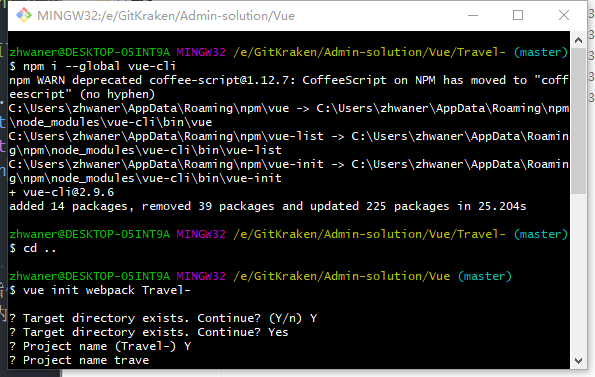 MINGW32:/e/GitKraken/Admin-solution/Vue
zhwaner@DESKTOP-O5INT9A MINGW32 /e/GitKraken/Admin-solution/Vue/Travel- (master)
$ npm i --global vue-cli
npm WARN deprecated coffee-script@1.12.7: CoffeeScript on NPM has moved to "coff
eescript" (no hyphen)
C:\Users\zhwaner\AppData\Roaming\npm\vue -> C:\Users\zhwaner\AppData\Roaming\npm
\node_modules\vue-cli\bin\vue
C:\Users\zhwaner\AppData\Roaming\npm\vue-list -> C:\Users\zhwaner\AppData\Roamin
g\npm\node_modules\vue-cli\bin\vue-list
C:\Users\zhwaner\AppData\Roaming\npm\vue-init -> C:\Users\zhwaner\AppData\Roamin
g\npm\node_modules\vue-cli\bin\vue-init
+ vue-cli@2.9.6
added 14 packages, removed 39 packages and updated 225 packages in 25.204s
zhwaner@DESKTOP-O5INT9A MINGW32 /e/GitKraken/Admin-solution/Vue/Travel- (master)
$ cd ..
zhwaner@DESKTOP-O5INT9A MINGW32 /e/GitKraken/Admin-solution/Vue (master)
$ vue init webpack Travel-
? Target directory exists. Continue? (Y/n) Y
? Target directory exists. Continue? Yes
? Project name (Travel-) Y
? Project name trave